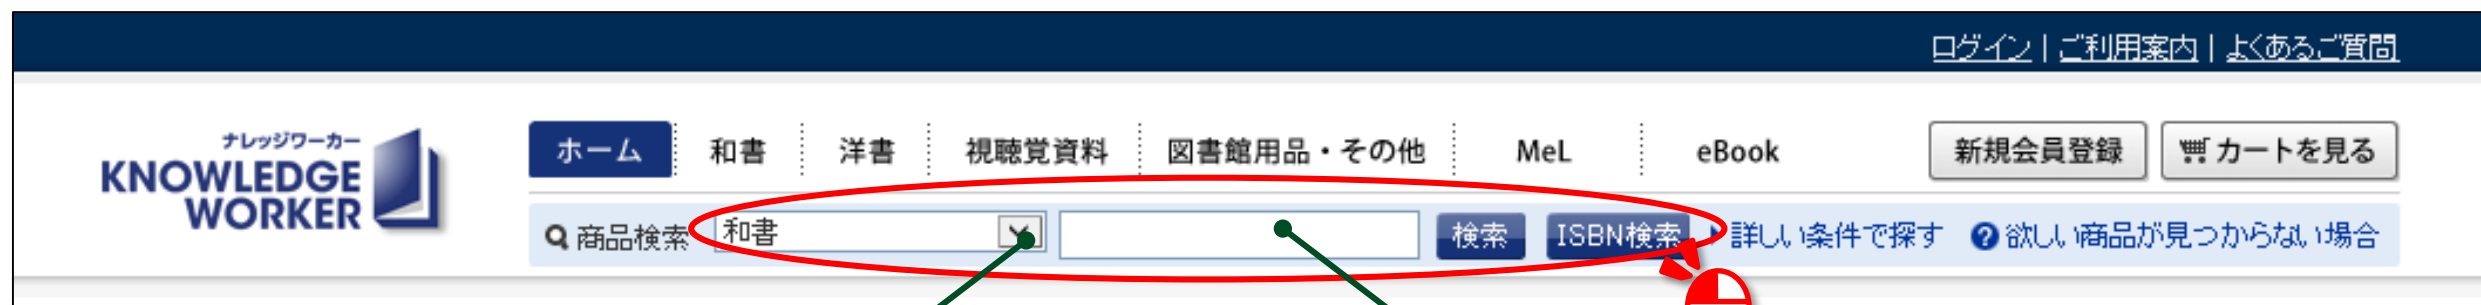 ログイン | ご利用案内 | よくあるご質問
ナレッジワーカー
KNOWLEDGE
WORKER
ホーム 和書 洋書 視聴覚資料 図書館用品・その他 MeL eBook 新規会員登録 カートを見る
商品検索 和書 検索 ISBN検索 詳しい条件で探す ? 欲しい商品が見つからない場合